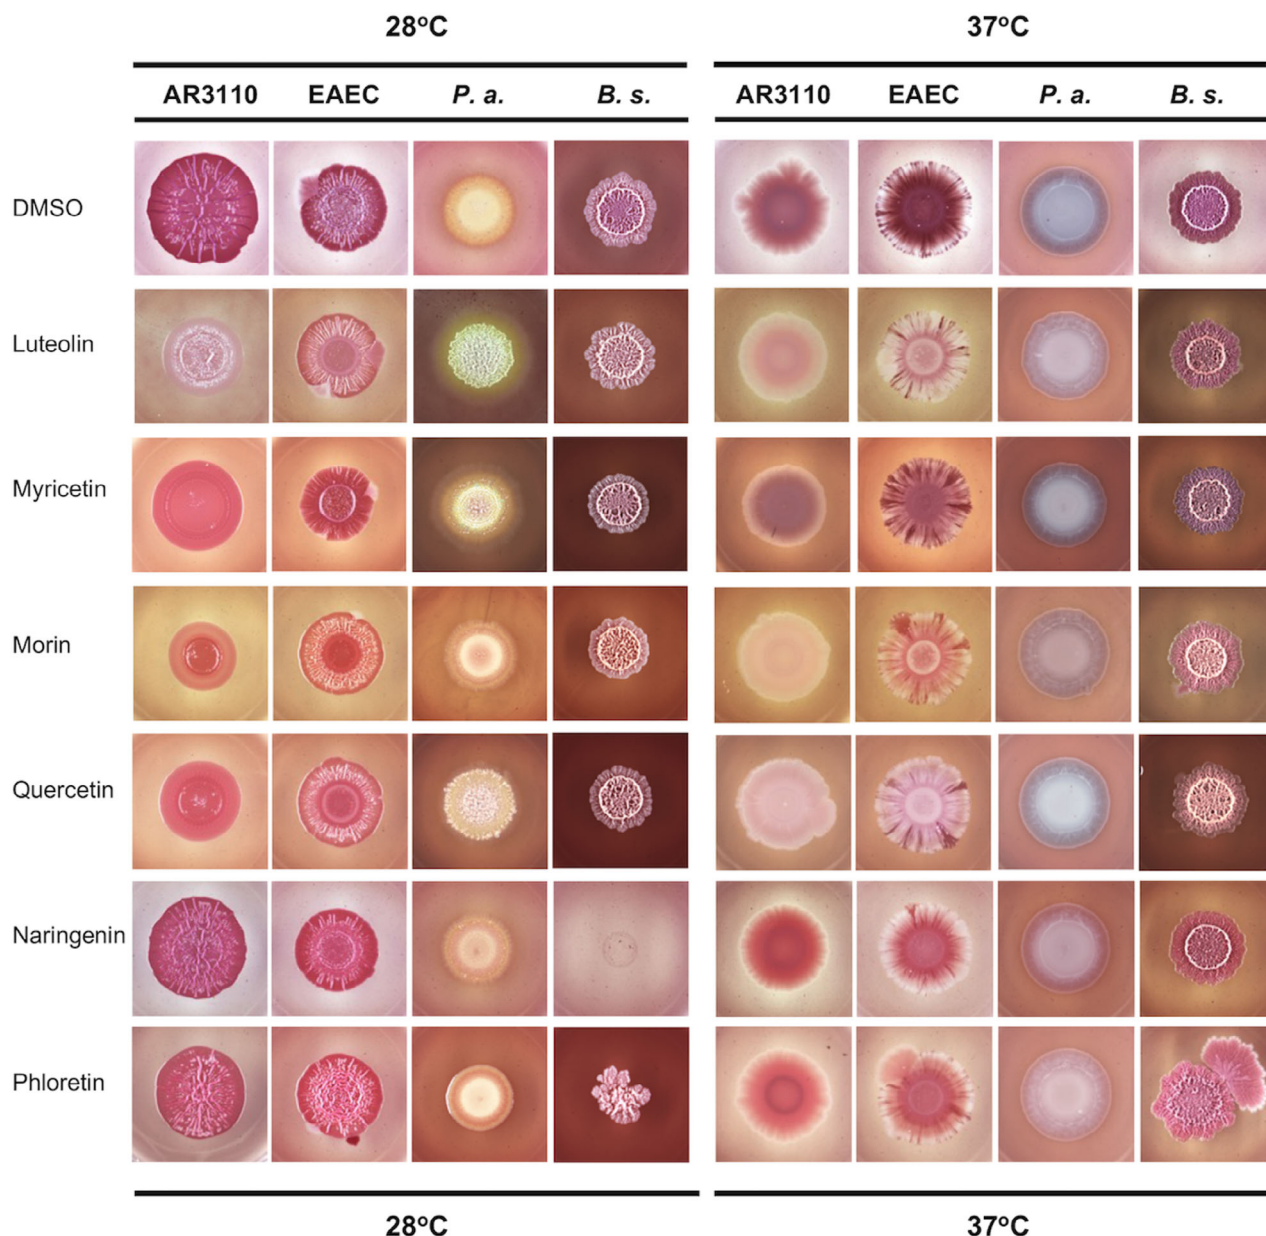 28°C 37°C
AR3110 EAEC P. a. B. s. AR3110 EAEC P. a. B. s.
DMSO
Luteolin
Myricetin
Morin
Quercetin
Naringenin
Phloretin
28°C 37°C